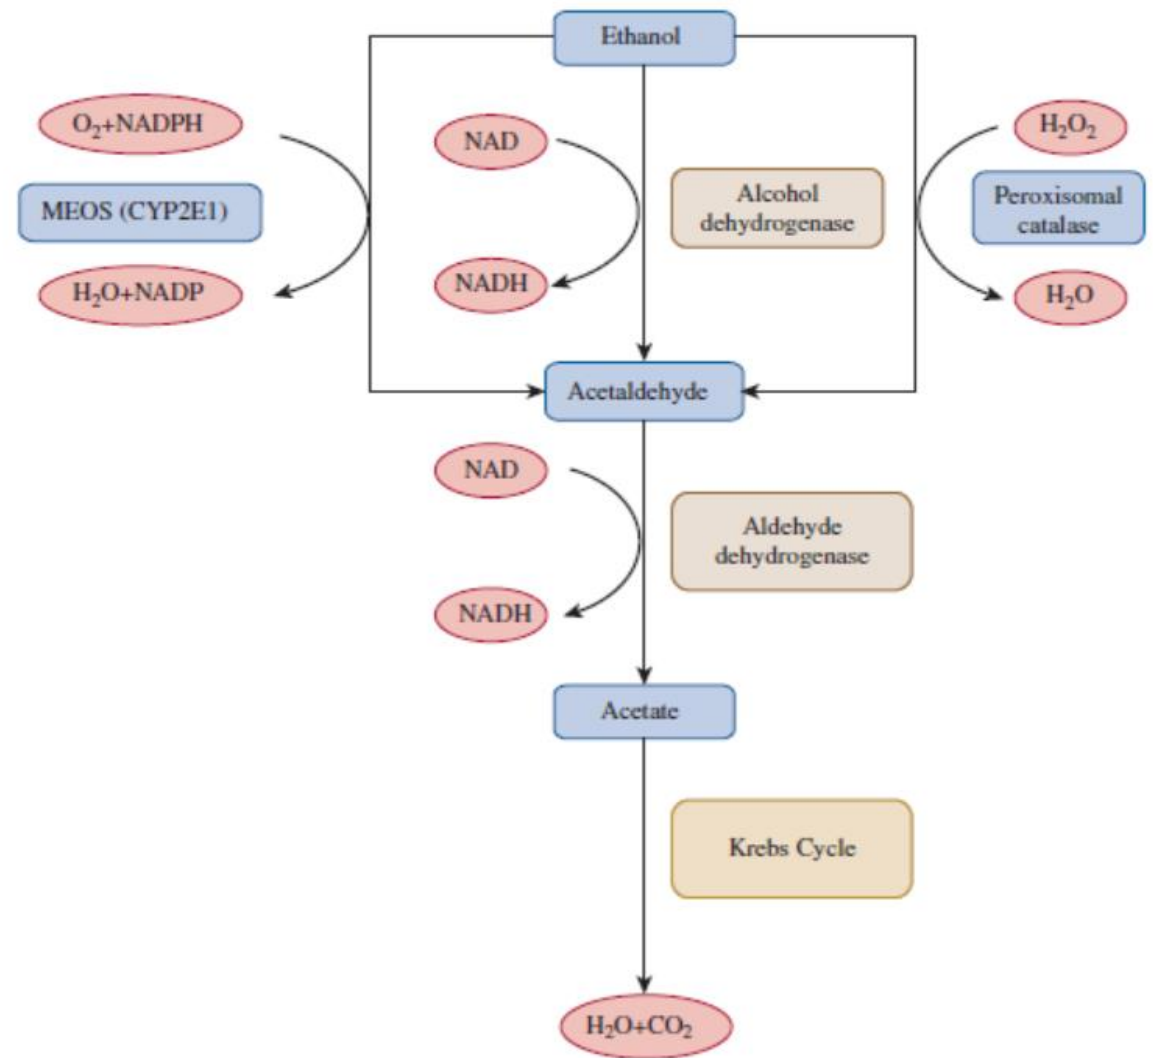 Ethanol
O₂+NADPH
NAD
H₂O₂
MEOS (CYP2E1)
Alcohol
dehydrogenase
Peroxisomal
catalase
H₂O+NADP
NADH
H₂O
Acetaldehyde
NAD
Aldehyde
dehydrogenase
NADH
Acetate
Krebs Cycle
H₂O+CO₂